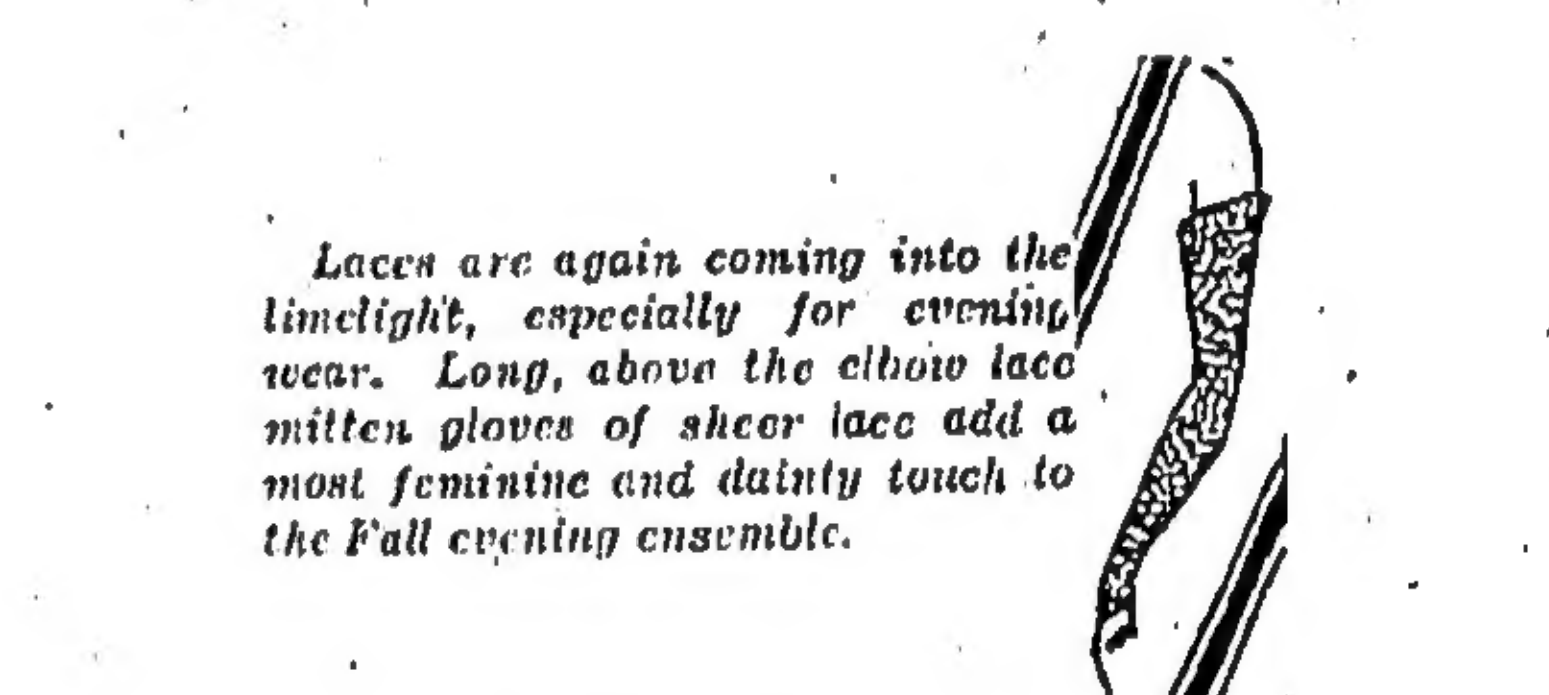 Laces are again coming into the
limelight, especially for evening
wear. Long, above the elbow lace
mitten gloves of sheer lace add a
most feminine and dainty touch to
the Fall evening ensemble.